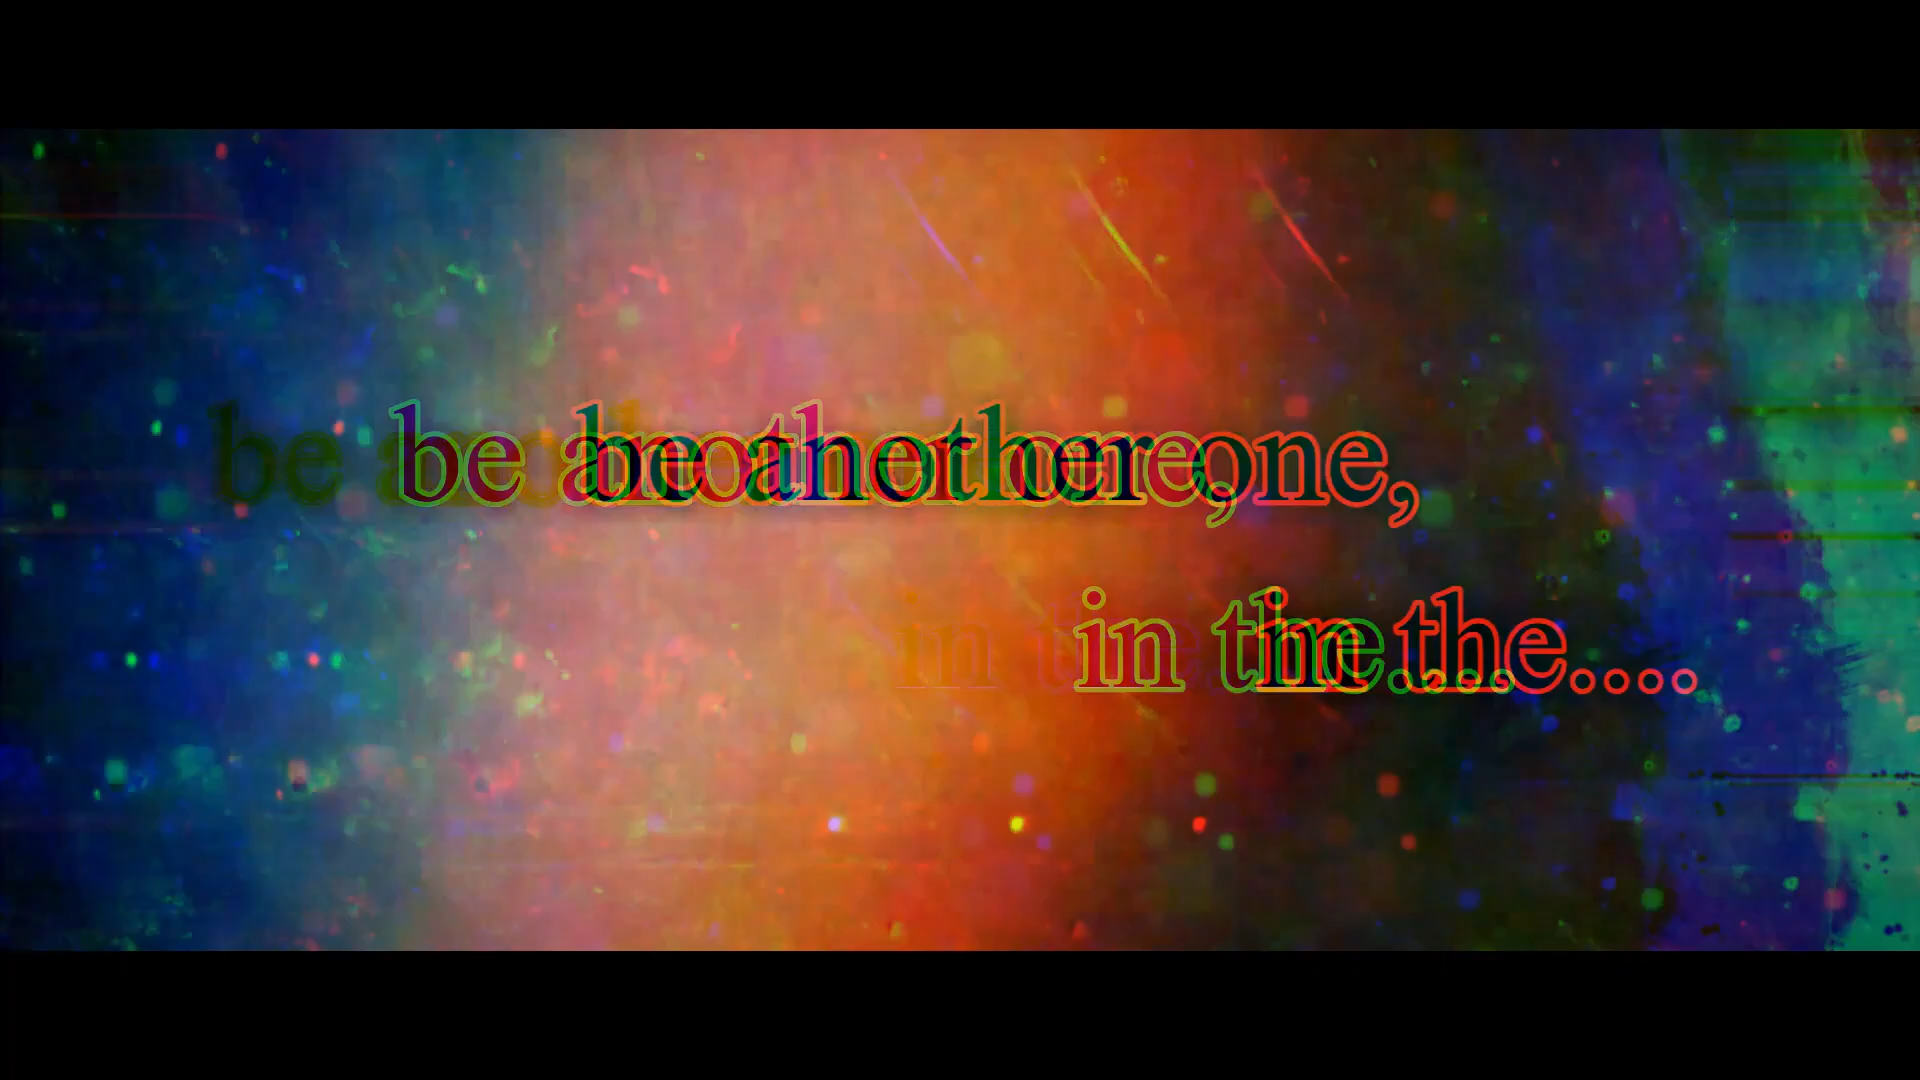 be another one,
in the....